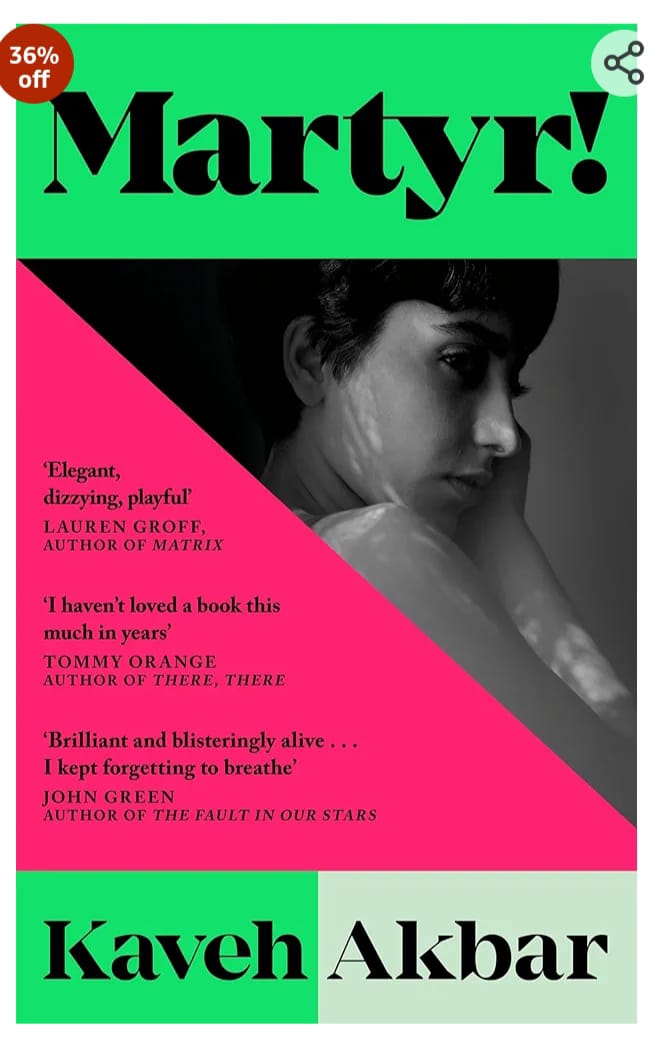 36%
off
Martyr!
‘Elegant,
dizzying, playful’
LAUREN GROFF,
AUTHOR OF MATRIX
‘I haven’t loved a book this
much in years’
TOMMY ORANGE
AUTHOR OF THERE, THERE
‘Brilliant and blisteringly alive . . .
I kept forgetting to breathe’
JOHN GREEN
AUTHOR OF THE FAULT IN OUR STARS
Kaveh Akbar